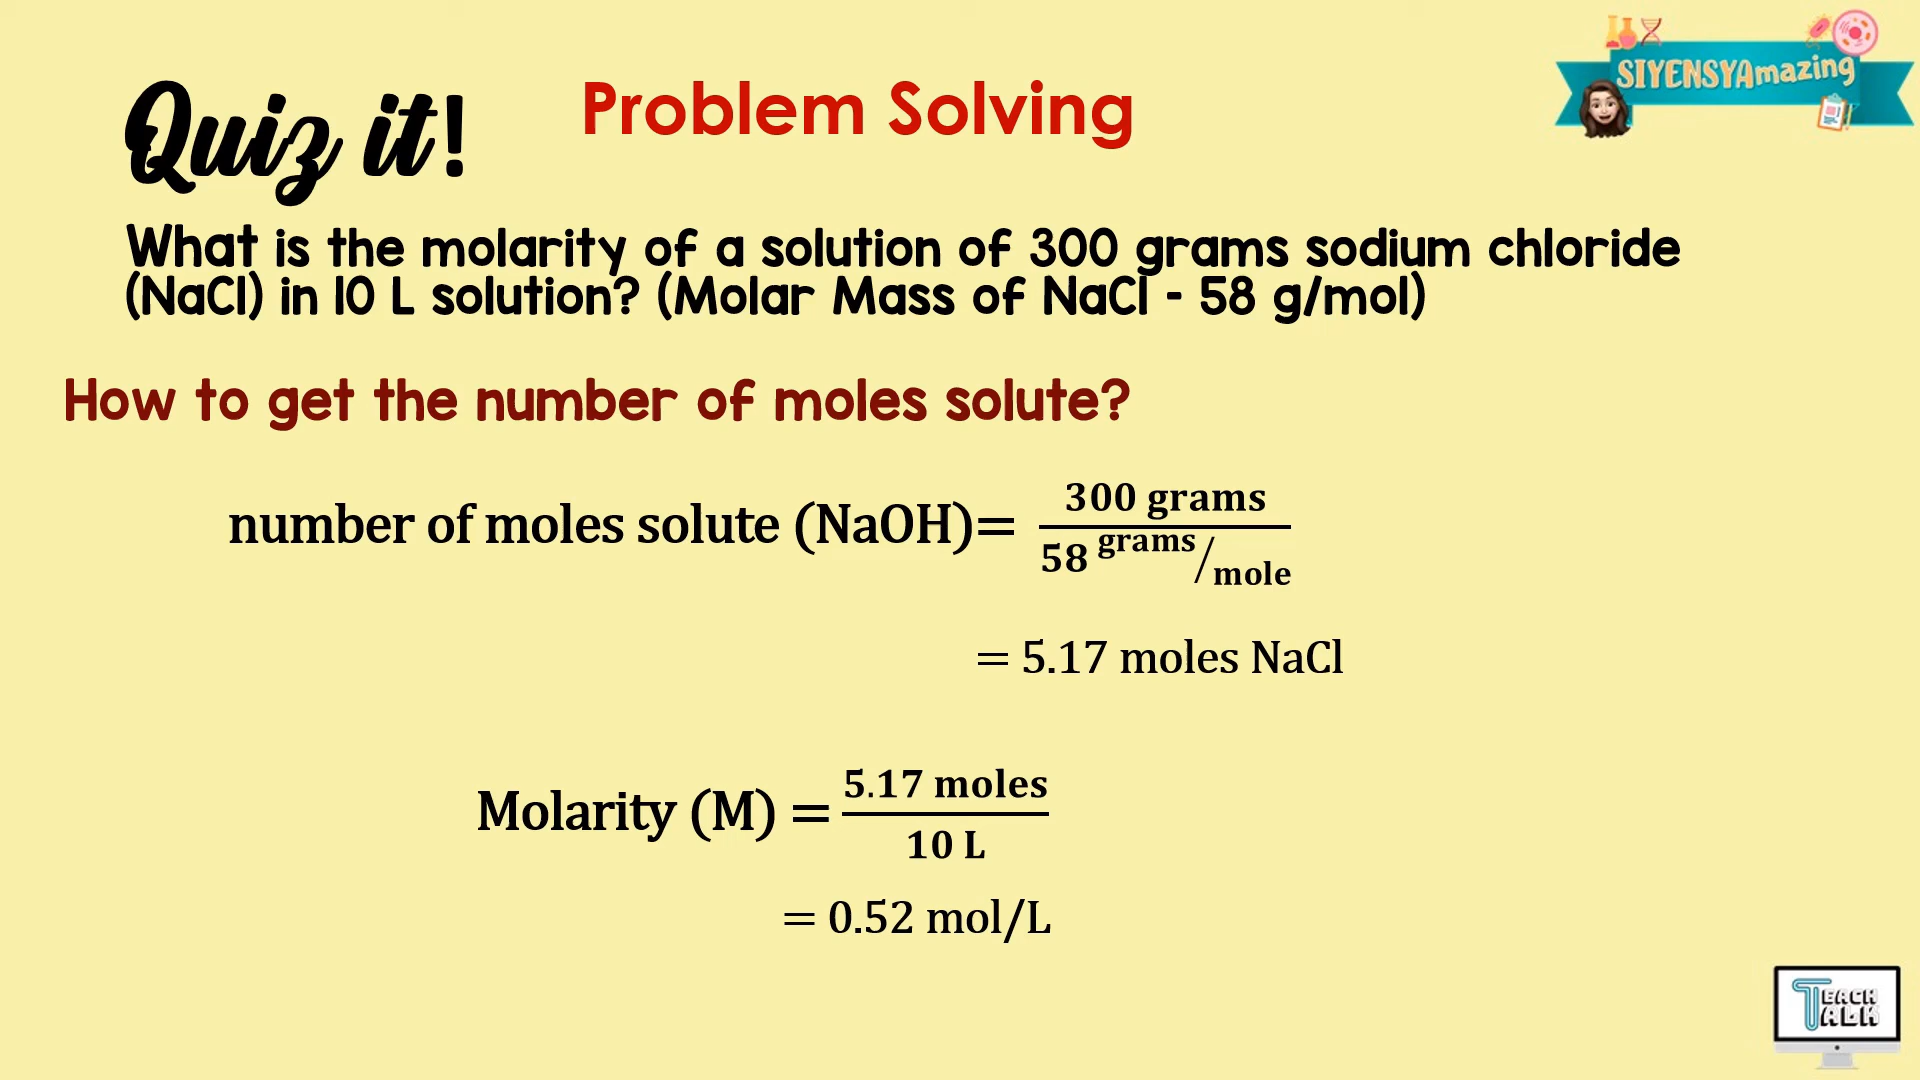 Quiz it!
Problem Solving
SIYENSYAmazing
What is the molarity of a solution of 300 grams sodium chloride
(NaCl) in 10 L solution? (Molar Mass of NaCl - 58 g/mol)
How to get the number of moles solute?
number of moles solute (NaOH)= 300 grams / 58 grams/mole
= 5.17 moles NaCl
Molarity (M) = 5.17 moles / 10 L
= 0.52 mol/L
TEACH
TALK